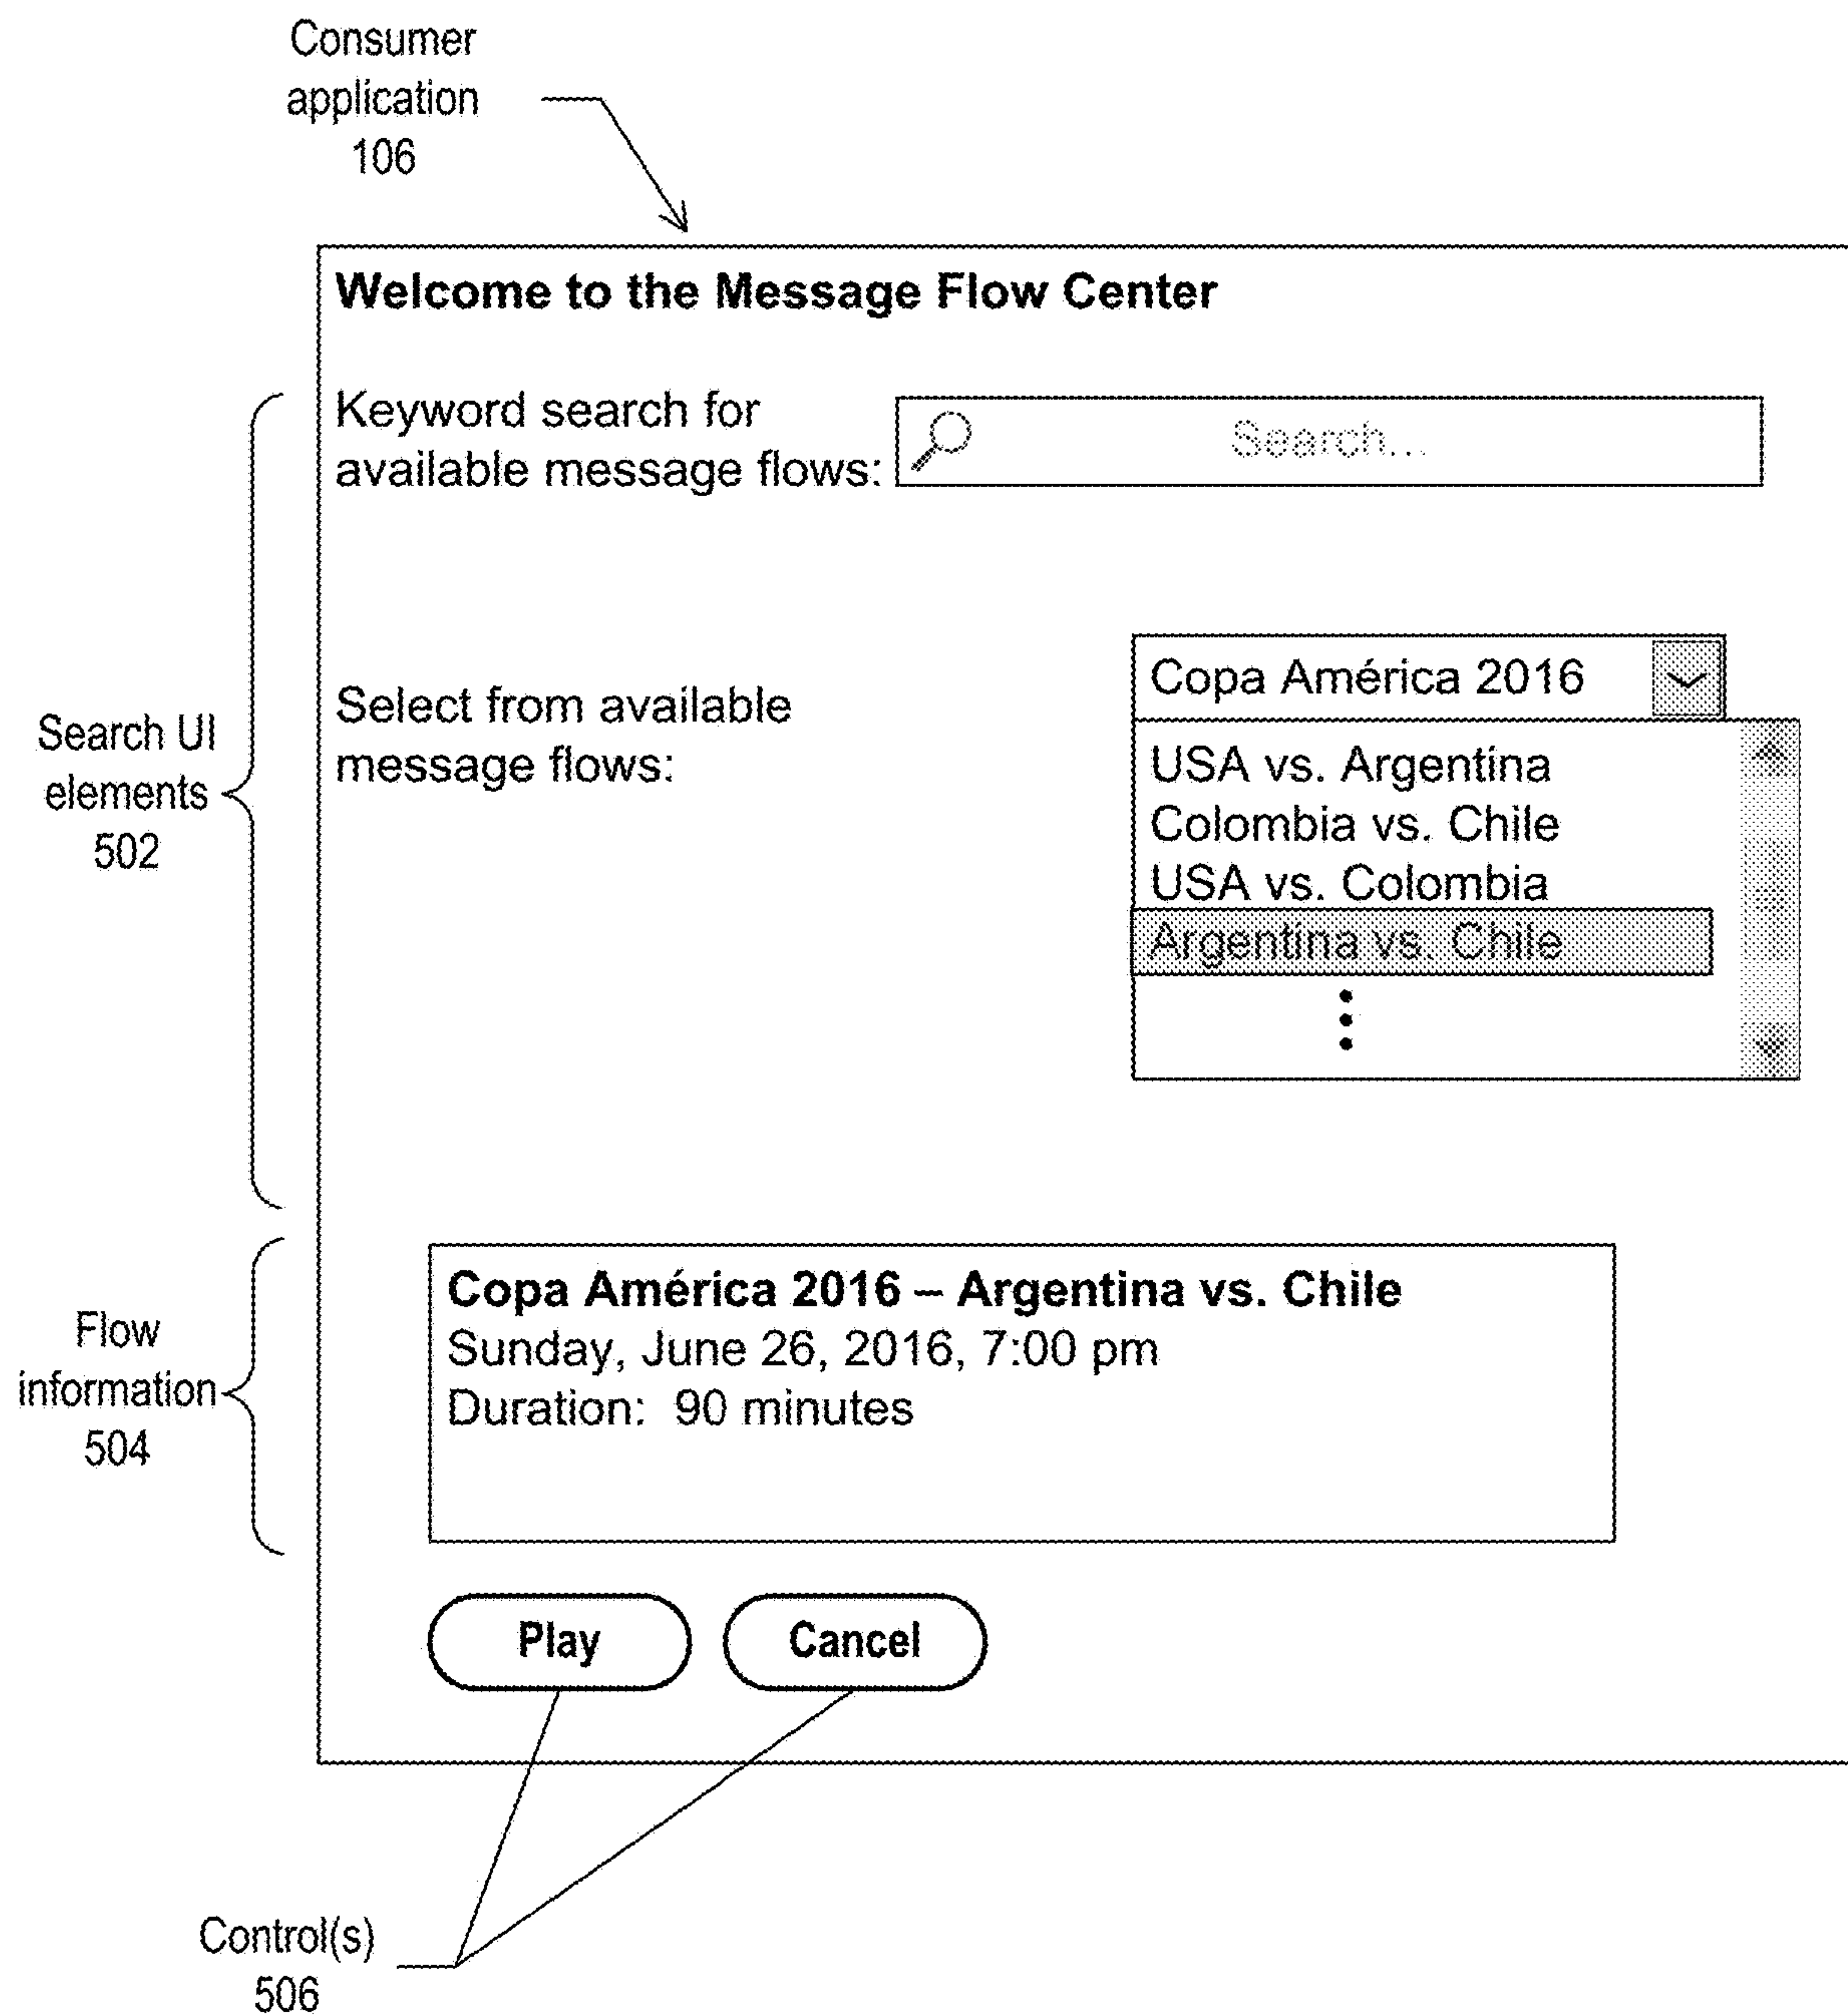 Consumer
application
106
Welcome to the Message Flow Center
Keyword search for
available message flows:
Search...
Search UI
elements
502
Select from available
message flows:
Copa América 2016
USA vs. Argentina
Colombia vs. Chile
USA vs. Colombia
Argentina vs. Chile
Flow
information
504
Copa América 2016 – Argentina vs. Chile
Sunday, June 26, 2016, 7:00 pm
Duration: 90 minutes
Play
Cancel
Control(s)
506